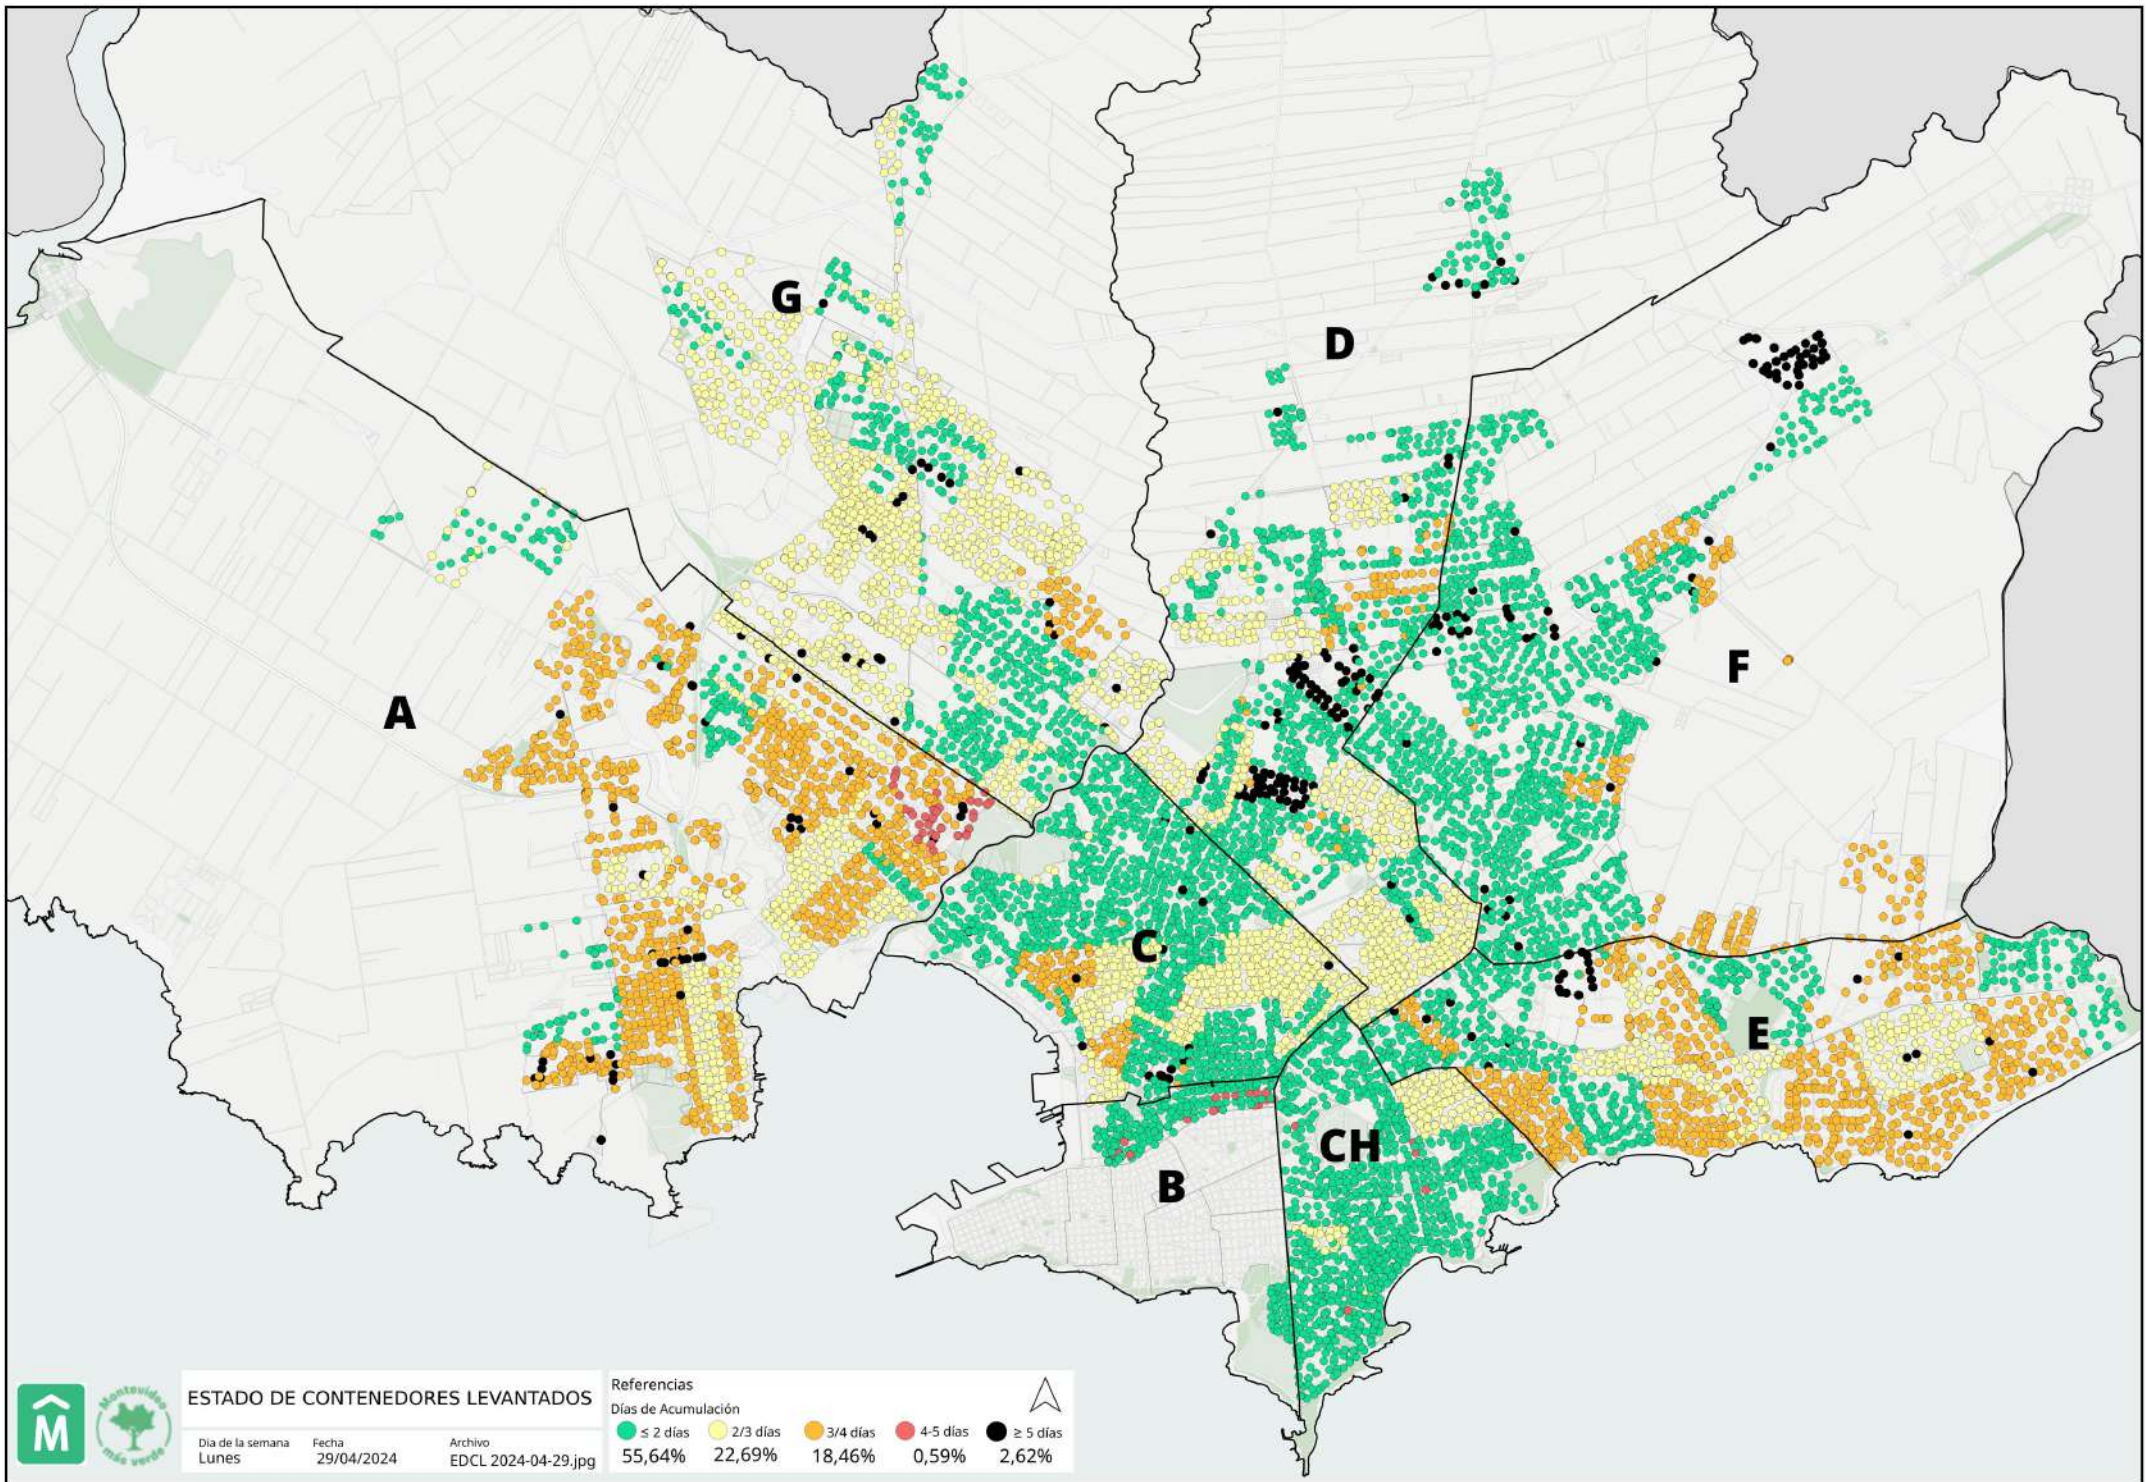 G
D
A
F
C
E
CH
B
M
Montevideo
más verde
ESTADO DE CONTENEDORES LEVANTADOS
Dia de la semana
Lunes
Fecha
29/04/2024
Archivo
EDCL 2024-04-29.jpg
Referencias
Días de Acumulación
≤ 2 días
2/3 días
3/4 días
4-5 días
≥ 5 días
55,64%
22,69%
18,46%
0,59%
2,62%